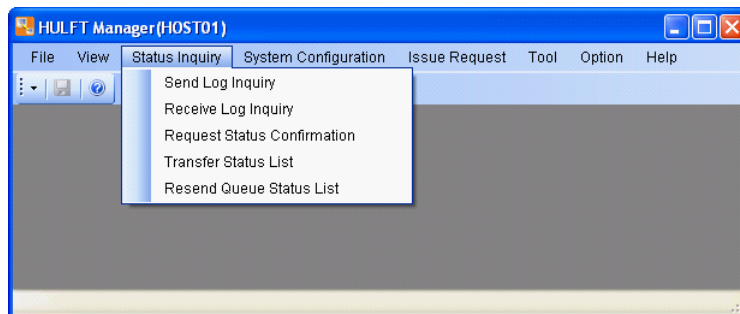 HULFT Manager(HOST01)
File View Status Inquiry System Configuration Issue Request Tool Option Help
Send Log Inquiry
Receive Log Inquiry
Request Status Confirmation
Transfer Status List
Resend Queue Status List